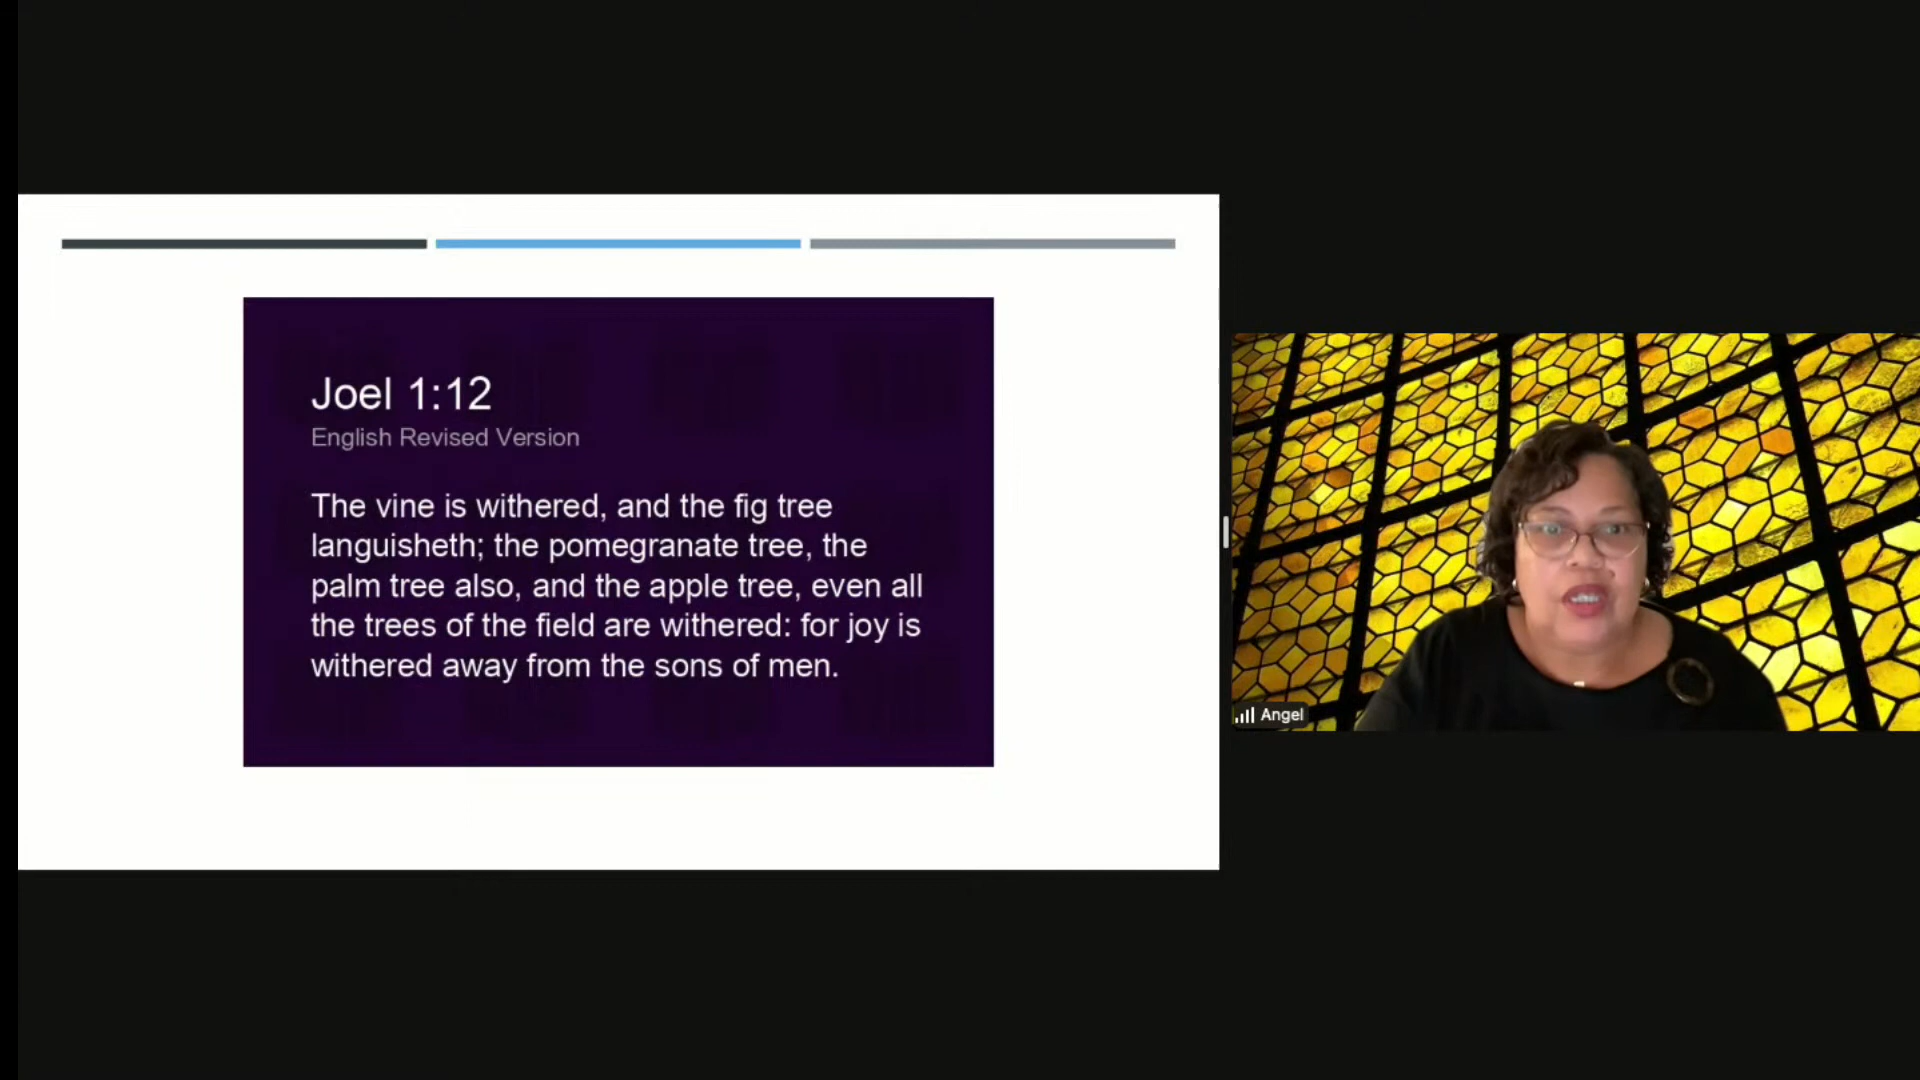 Joel 1:12
English Revised Version
The vine is withered, and the fig tree
languisheth; the pomegranate tree, the
palm tree also, and the apple tree, even all
the trees of the field are withered: for joy is
withered away from the sons of men.
Angel